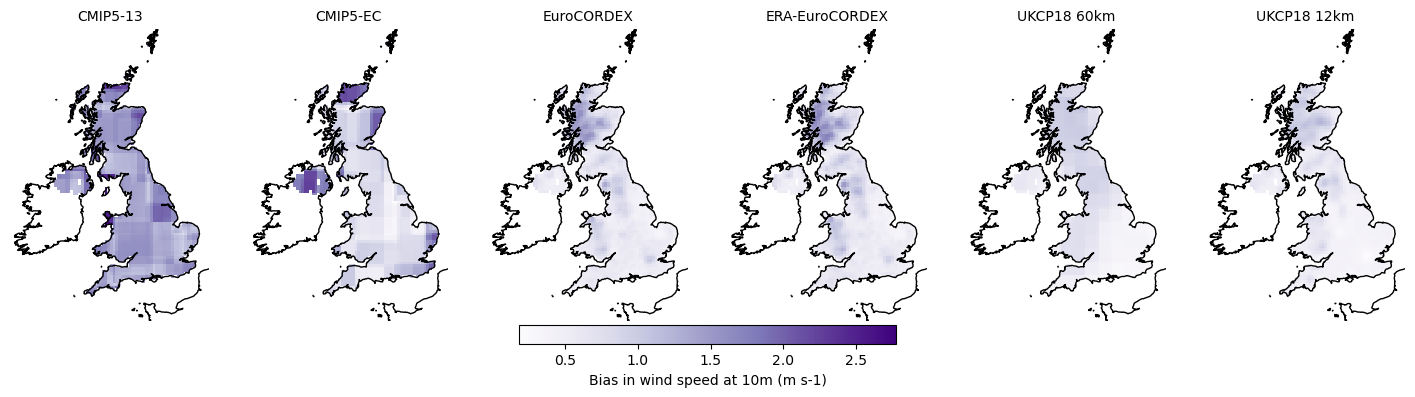 CMIP5-13 CMIP5-EC EuroCORDEX ERA-EuroCORDEX UKCP18 60km UKCP18 12km
0.5 1.0 1.5 2.0 2.5
Bias in wind speed at 10m (m s-1)